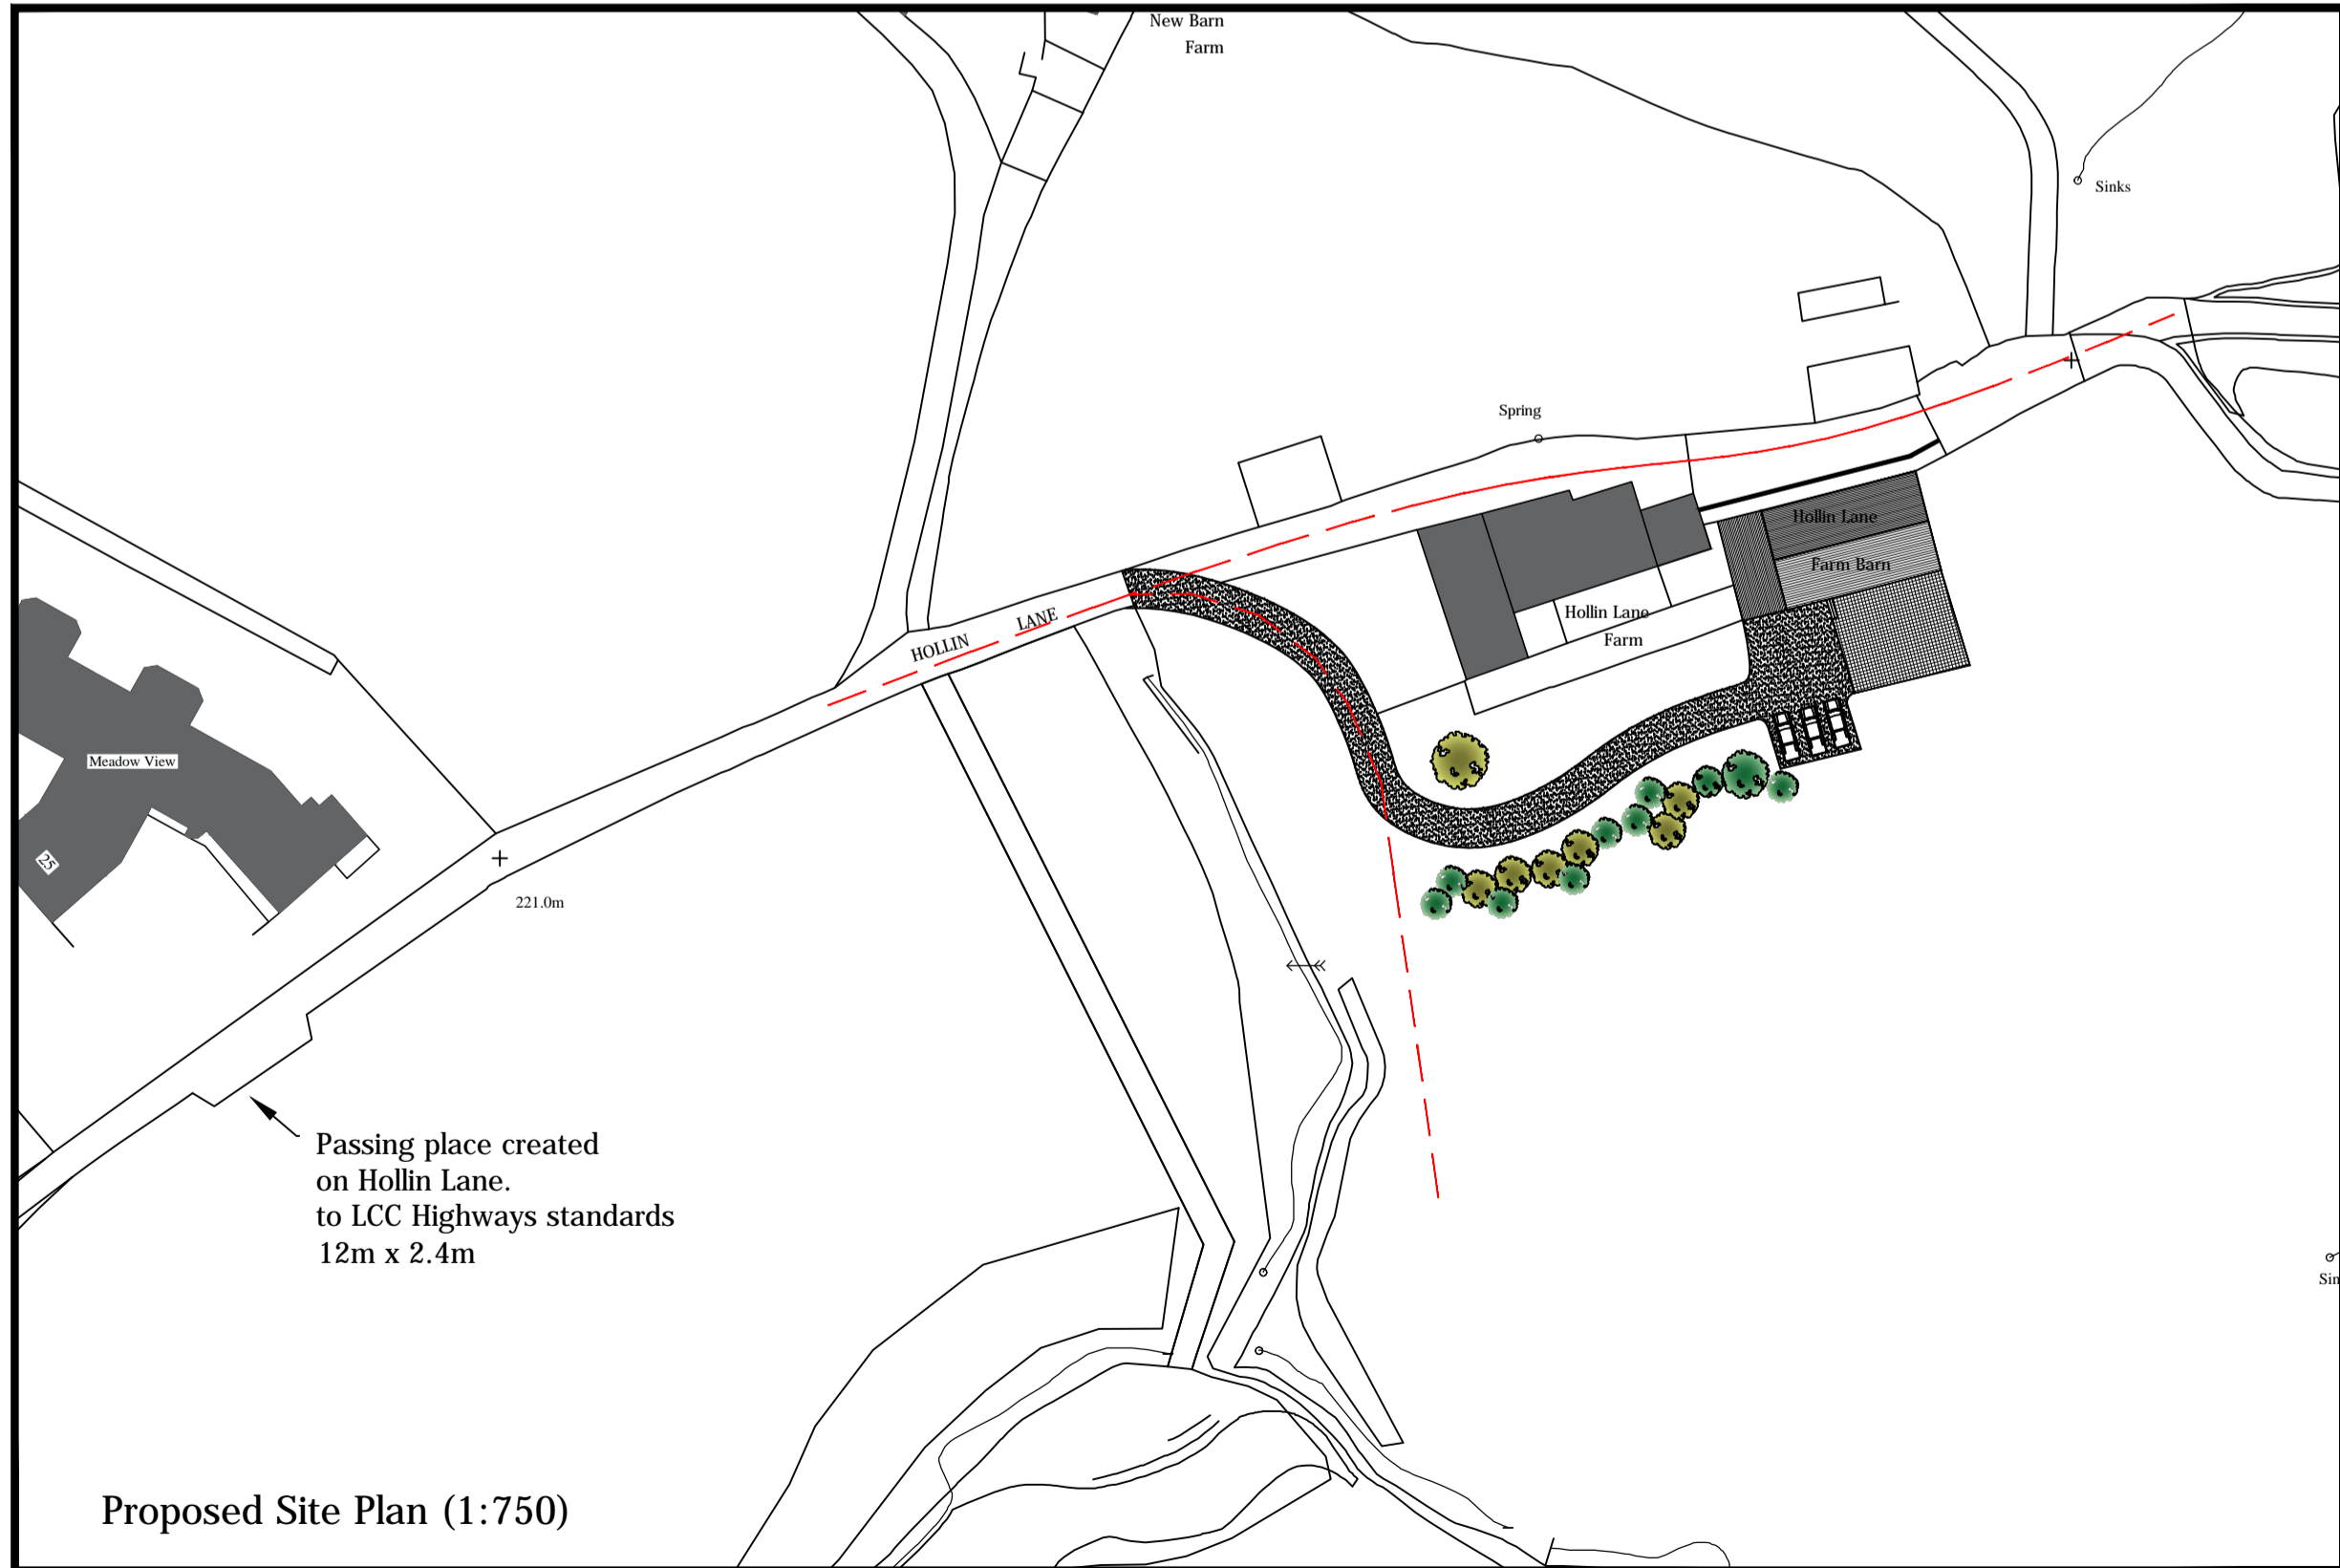 New Barn
Farm
Sinks
Spring
Hollin Lane
Farm Barn
Hollin Lane
Farm
HOLLIN LANE
Meadow View
25
221.0m
Passing place created
on Hollin Lane.
to LCC Highways standards
12m x 2.4m
Proposed Site Plan (1:750)